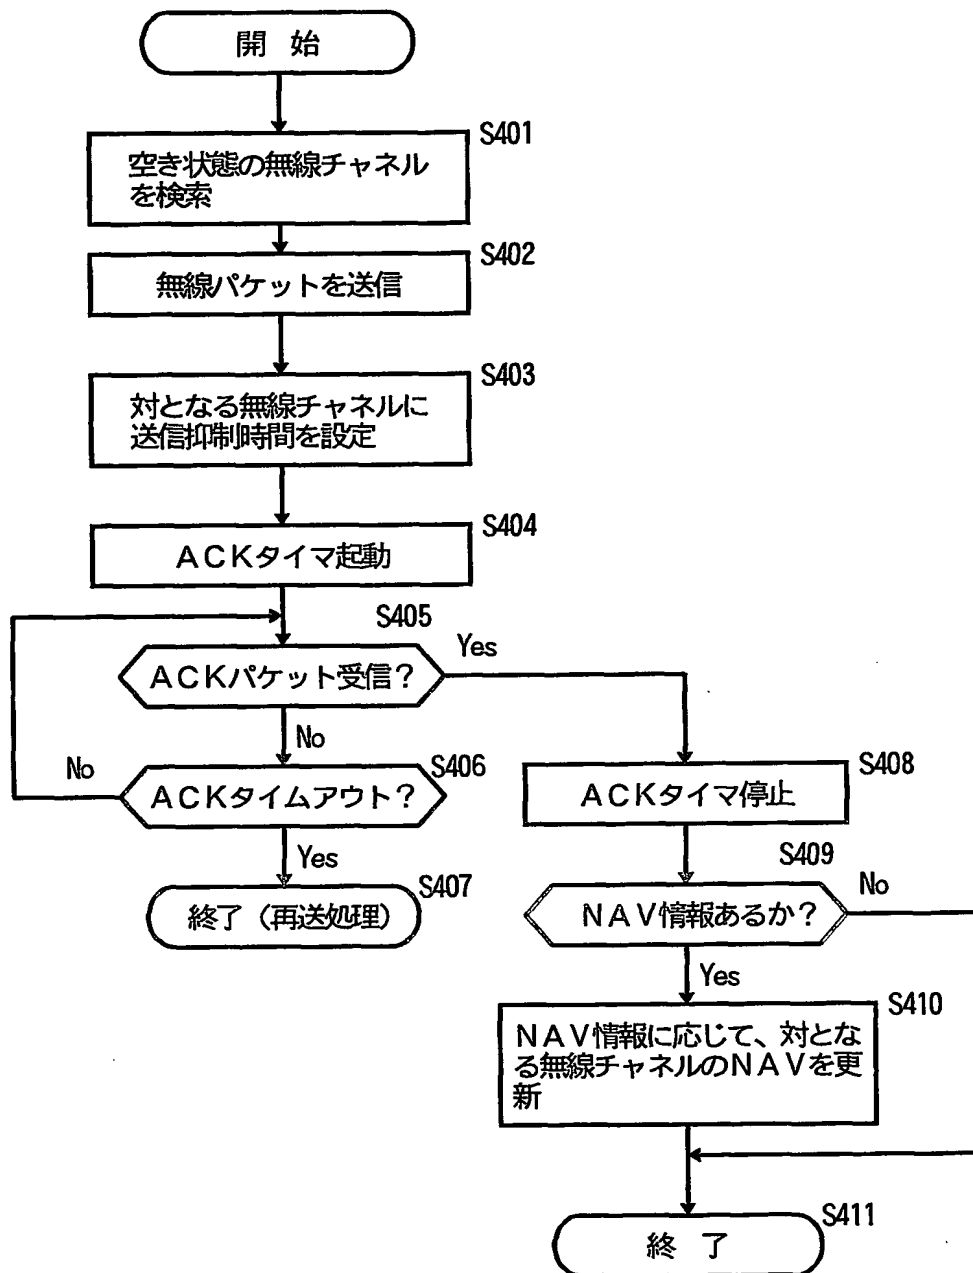 開 始
S401
空き状態の無線チャネル
を検索
S402
無線パケットを送信
S403
対となる無線チャネルに
送信抑制時間を設定
S404
ACKタイマ起動
S405
ACKパケット受信?
Yes
No
S406
ACKタイムアウト?
No
Yes
S407
終了(再送処理)
S408
ACKタイマ停止
S409
NAV情報あるか?
No
Yes
S410
NAV情報に応じて、対とな
る無線チャネルのNAVを更
新
S411
終 了